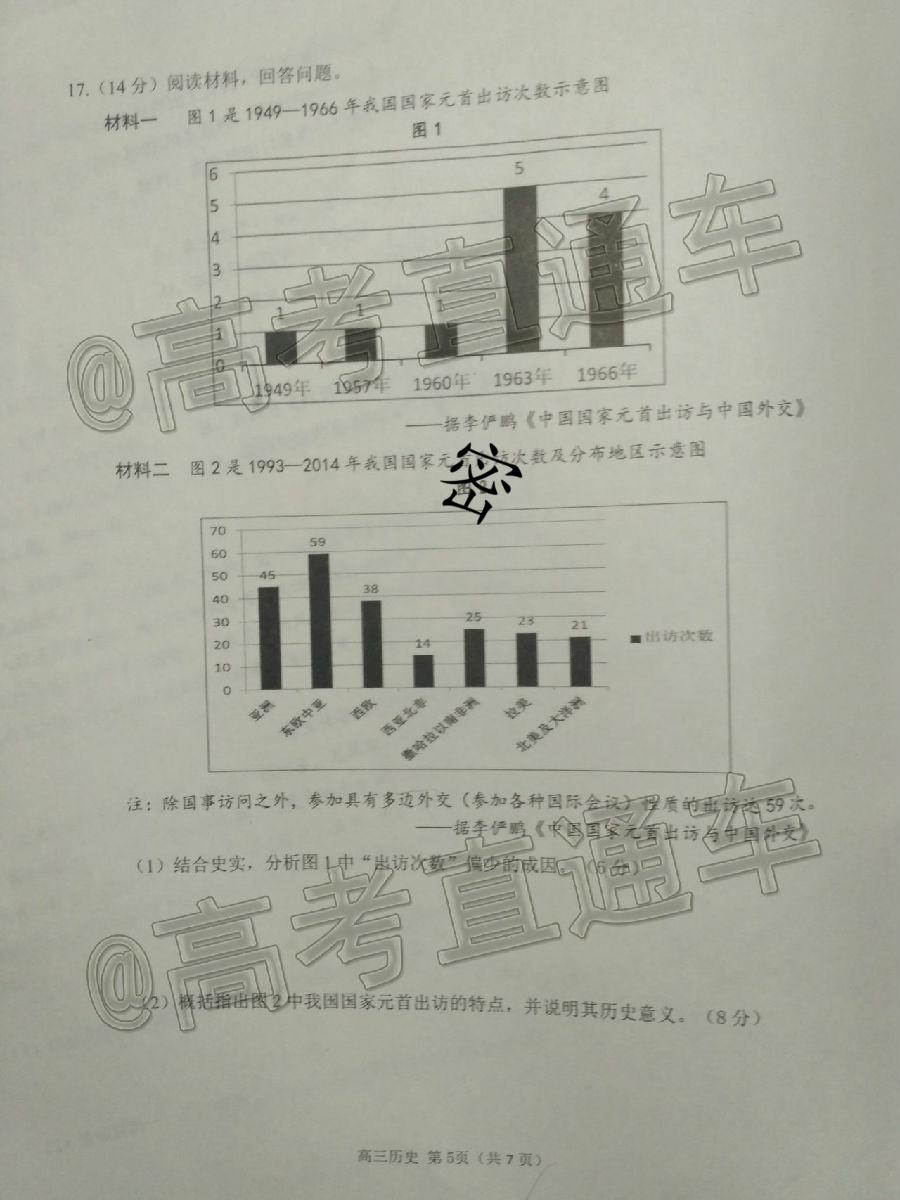 17.（14分）阅读材料，回答问题。
材料一 图1是1949—1966年我国国家元首出访次数示意图
图1
6
5
4
3
2
1
0
1
1
1
5
4
1949年 1957年 1960年 1963年 1966年
——据李俨鹏《中国国家元首出访与中国外交》
材料二 图2是1993—2014年我国国家元首出访次数及分布地区示意图
密
图2
70
60
50
40
30
20
10
0
45
59
38
14
25
23
21
亚洲 东欧中亚 西欧 西亚北非 撒哈拉以南非洲 拉美 北美及大洋洲
出访次数
注：除国事访问之外，参加具有多边外交（参加各种国际会议）性质的出访达59次。
——据李俨鹏《中国国家元首出访与中国外交》
（1）结合史实，分析图1中“出访次数”偏少的成因。（6分）
（2）概括指出图2中我国国家元首出访的特点，并说明其历史意义。（8分）
高三历史 第5页（共7页）
@高考直通车
@高考直通车